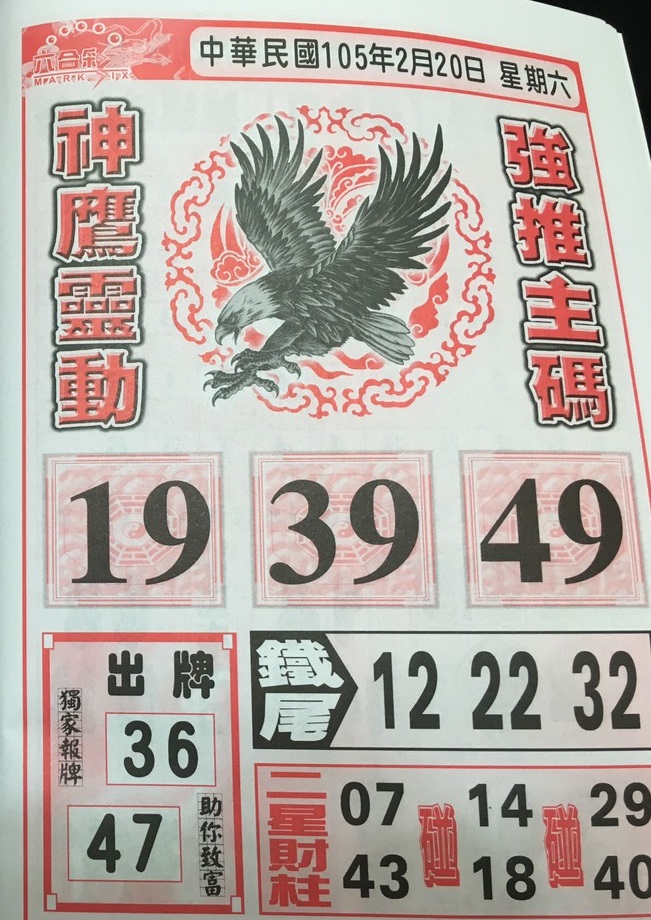 六合彩
MARK SIX
中華民國105年2月20日 星期六
神鷹靈動
強推主碼
19 39 49
出牌
獨家報牌
36
47
助你致富
鐵尾
12 22 32
二星財柱
07 碰 14 碰 29
43 18 40